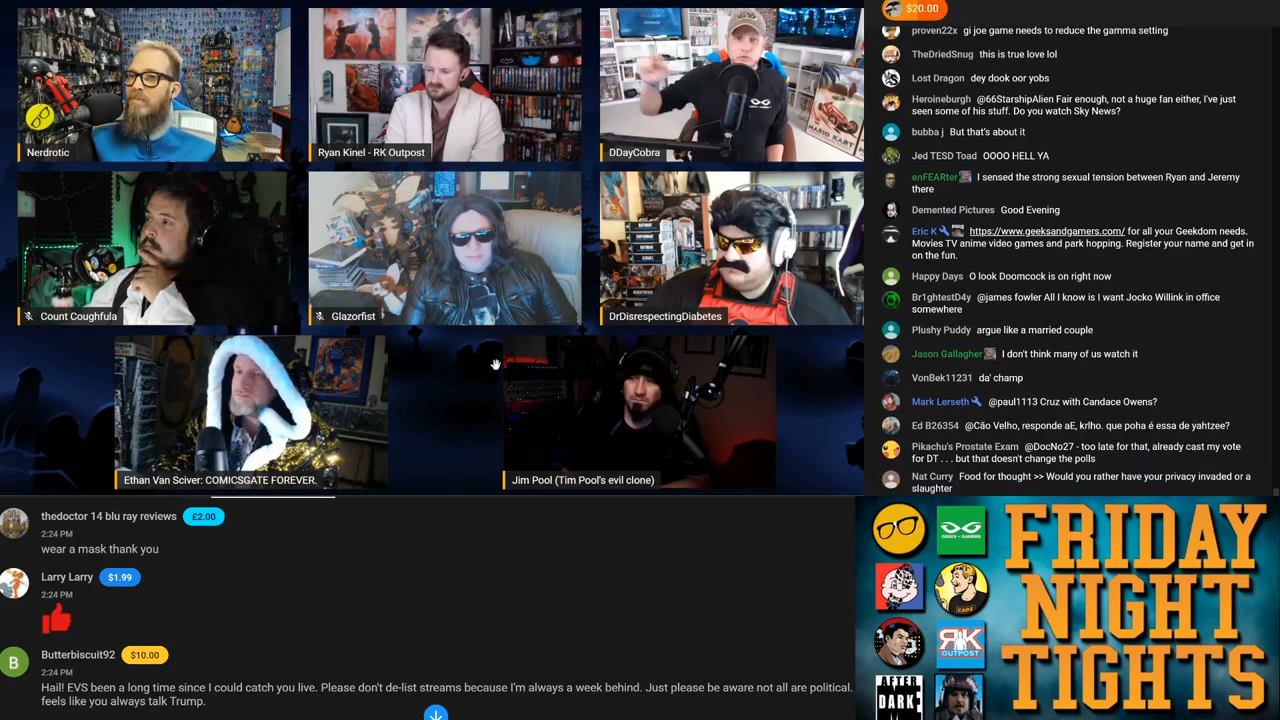 Nerdrotic
Ryan Kinel - RK Outpost
DDayCobra
MARIO KART
Count Coughfula
Glazorfist
DrDisrespectingDiabetes
Ethan Van Sciver: COMICSGATE FOREVER.
Jim Pool (Tim Pool's evil clone)
$20.00
proven22x gi joe game needs to reduce the gamma setting
TheDriedSnug this is true love lol
Lost Dragon dey dook oor yobs
Heroineburgh @66StarshipAlien Fair enough, not a huge fan either, I've just
seen some of his stuff. Do you watch Sky News?
bubba j But that's about it
Jed TESD Toad OOOO HELL YA
enFEARter I sensed the strong sexual tension between Ryan and Jeremy
there
Demented Pictures Good Evening
Eric K https://www.geeksandgamers.com/ for all your Geekdom needs.
Movies TV anime video games and park hopping. Register your name and get in
on the fun.
Happy Days O look Doomcock is on right now
Br1ghtestD4y @james fowler All I know is I want Jocko Willink in office
somewhere
Plushy Puddy argue like a married couple
Jason Gallagher I don't think many of us watch it
VonBek11231 da' champ
Mark Lerseth @paul1113 Cruz with Candace Owens?
Ed B26354 @Cão Velho, responde aE, krlho. que poha é essa de yahtzee?
Pikachu's Prostate Exam @DocNo27 - too late for that, already cast my vote
for DT . . . but that doesn't change the polls
Nat Curry Food for thought >> Would you rather have your privacy invaded or a
slaughter
thedoctor 14 blu ray reviews £2.00
2:24 PM
wear a mask thank you
Larry Larry $1.99
2:24 PM
B
Butterbiscuit92 $10.00
2:24 PM
Hail! EVS been a long time since I could catch you live. Please don't de-list streams because I'm always a week behind. Just please be aware not all are political.
feels like you always talk Trump.
GEEKS + GAMERS
CAPS
RK
OUTPOST
AFTER
DARK
FRIDAY
NIGHT
TIGHTS